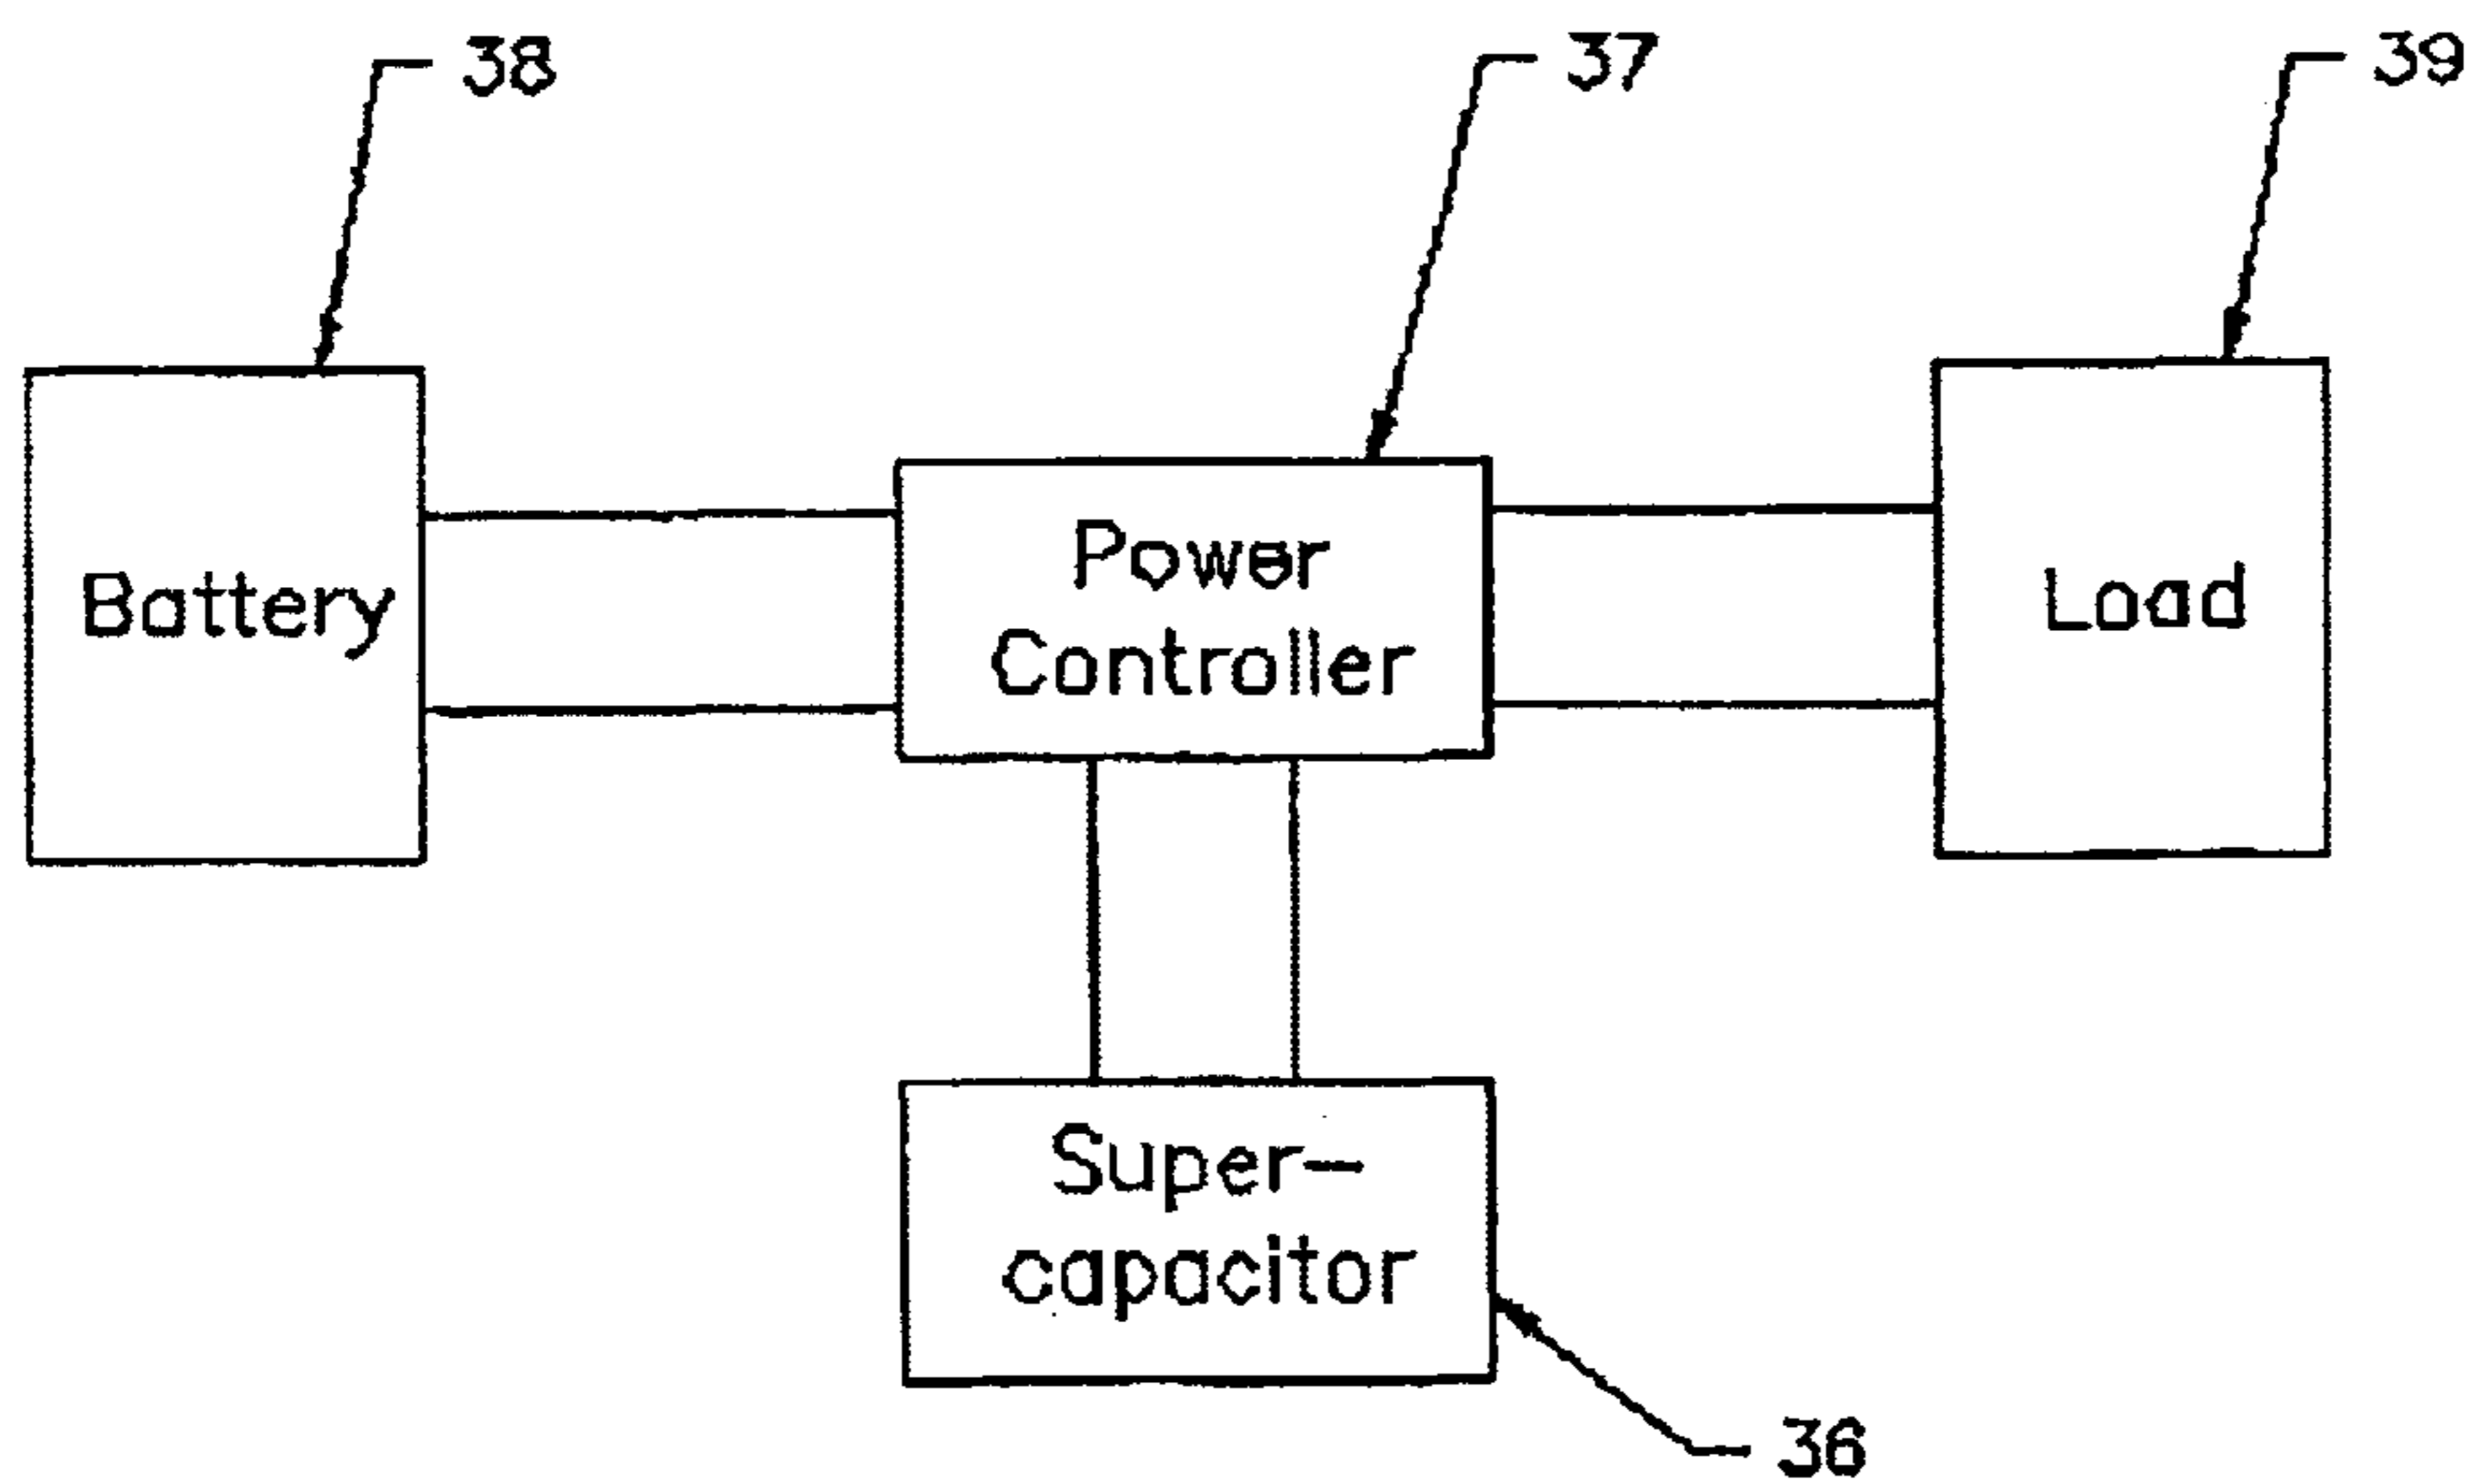 38
37
39
Battery
Power
Controller
Load
Super-
capacitor
36